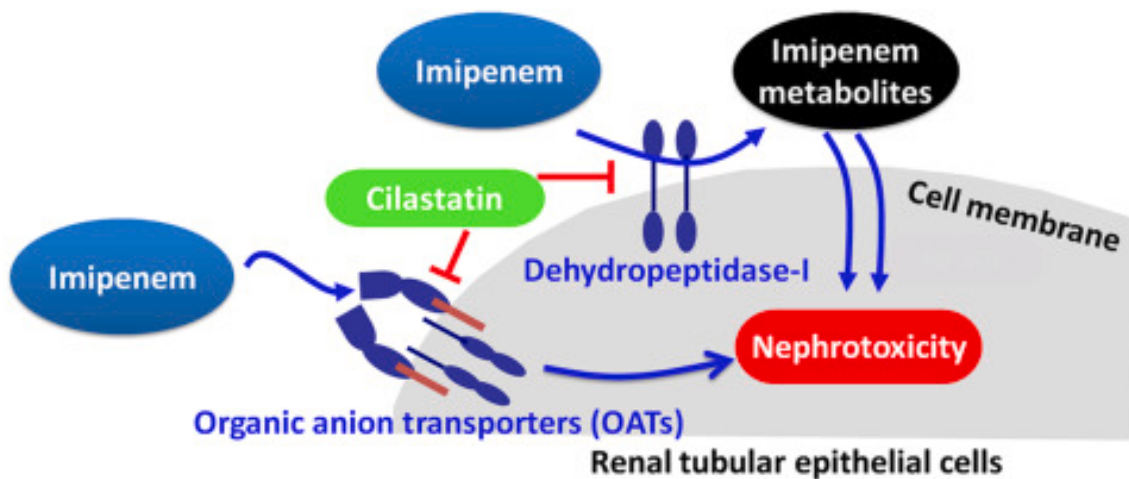 Imipenem
Imipenem
metabolites
Cilastatin
Cell membrane
Imipenem
Dehydropeptidase-I
Nephrotoxicity
Organic anion transporters (OATs)
Renal tubular epithelial cells